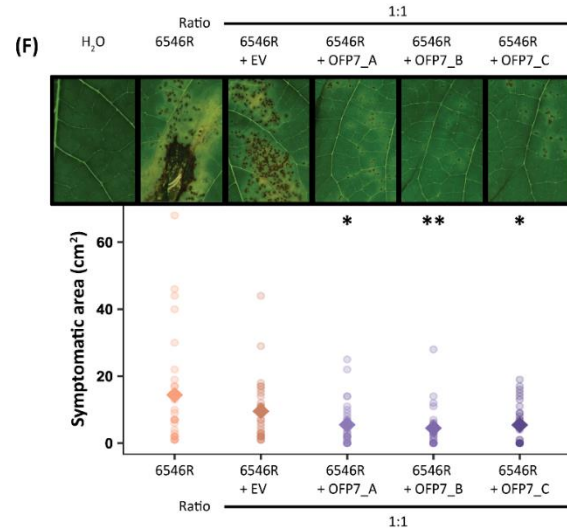 (F)
Ratio 1:1
H₂O 6546R 6546R 6546R 6546R 6546R
+ EV + OFP7_A + OFP7_B + OFP7_C
* ** *
Symptomatic area (cm²)
60
40
20
0
6546R 6546R 6546R 6546R 6546R
+ EV + OFP7_A + OFP7_B + OFP7_C
Ratio 1:1